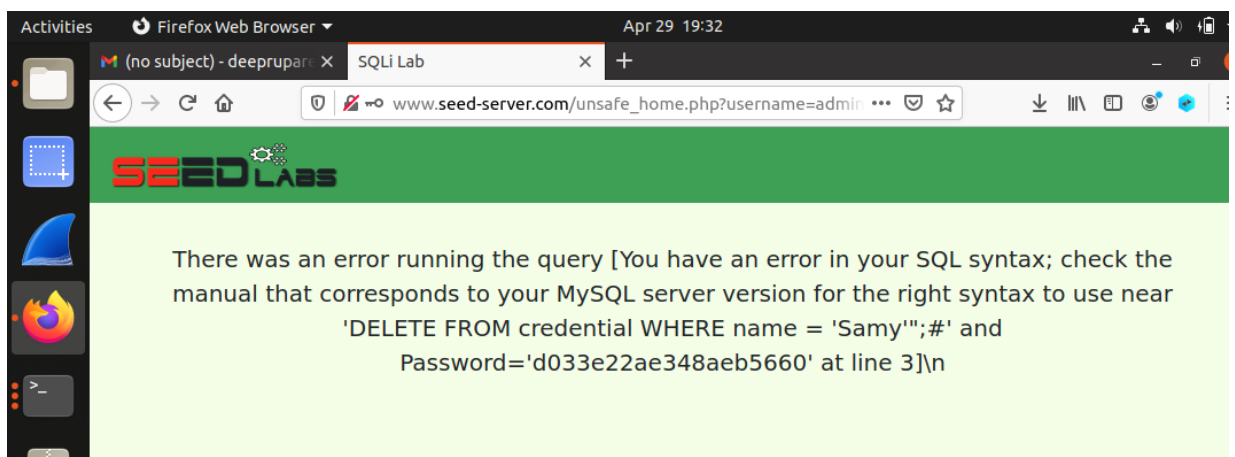 Activities Firefox Web Browser Apr 29 19:32
(no subject) - deeprupare SQLi Lab
www.seed-server.com/unsafe_home.php?username=admin
SEED LABS
There was an error running the query [You have an error in your SQL syntax; check the
manual that corresponds to your MySQL server version for the right syntax to use near
'DELETE FROM credential WHERE name = 'Samy'";#' and
Password='d033e22ae348aeb5660' at line 3]\n